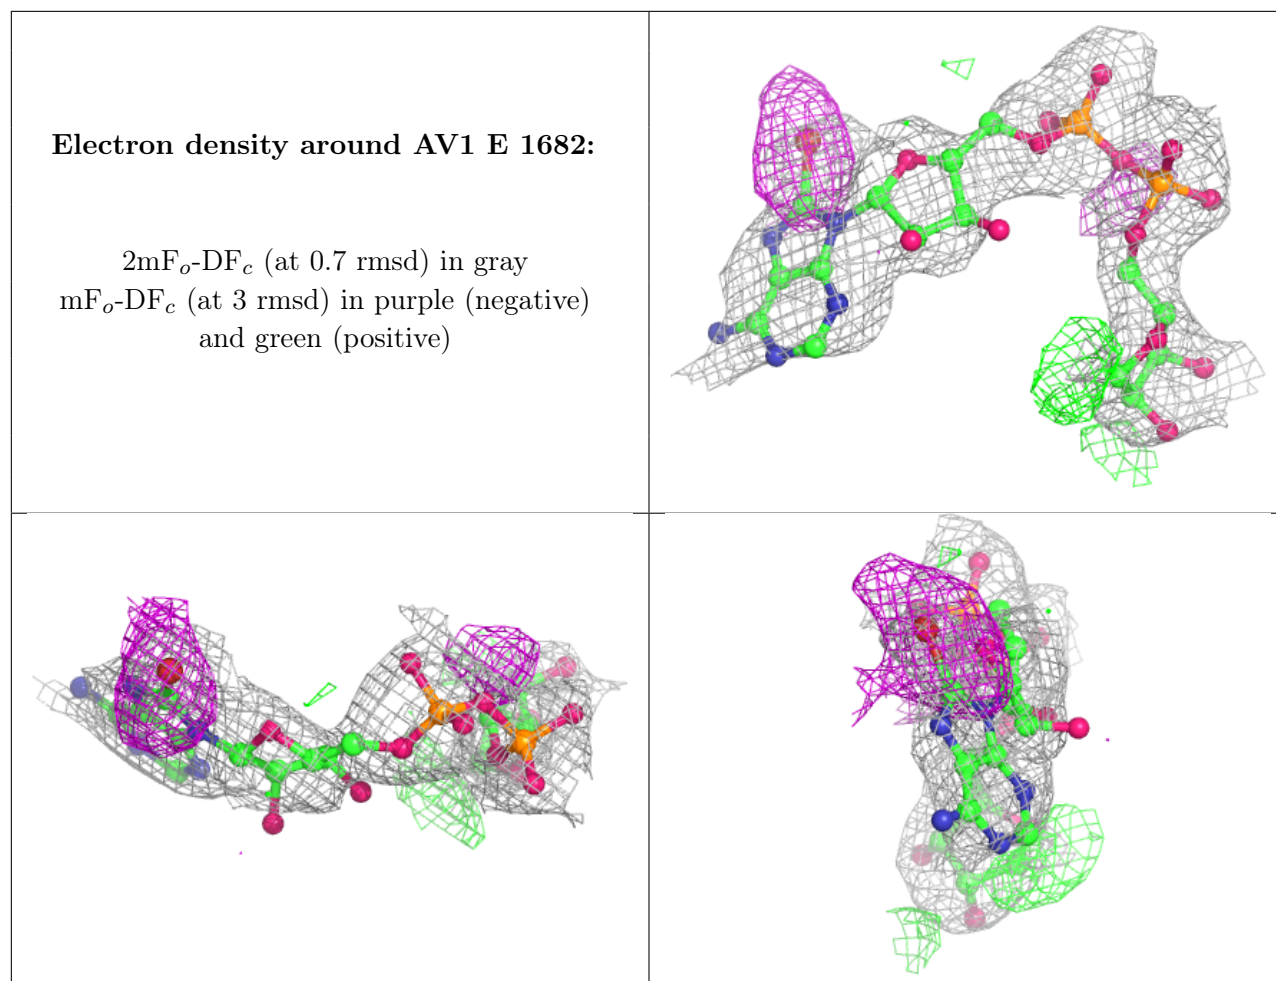 Electron density around AV1 E 1682:
2mFo-DFc (at 0.7 rmsd) in gray
mFo-DFc (at 3 rmsd) in purple (negative)
and green (positive)